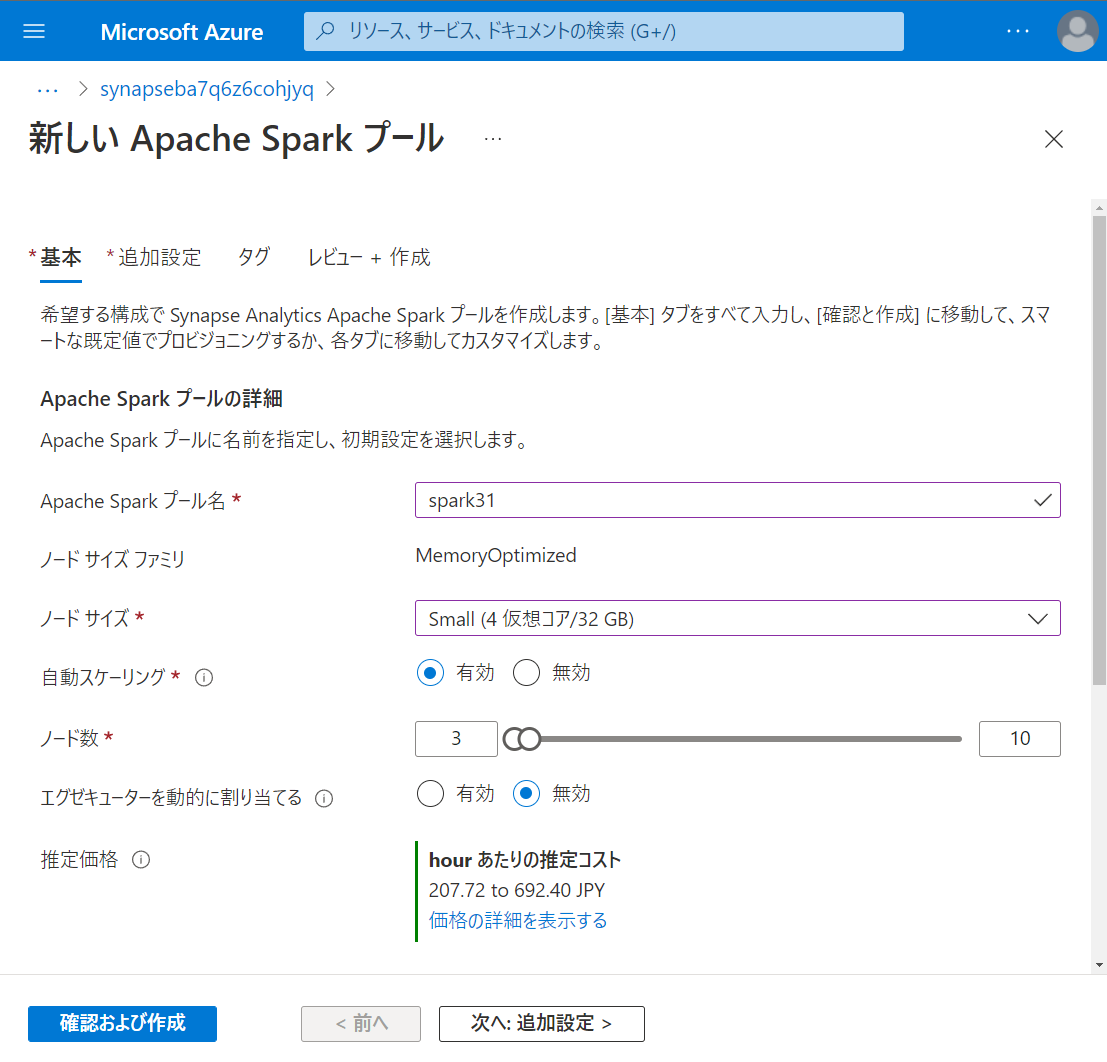 Microsoft Azure
リソース、サービス、ドキュメントの検索 (G+/)
...
... > synapseba7q6z6cohjyq >
新しい Apache Spark プール ...
* 基本 * 追加設定 タグ レビュー + 作成
希望する構成で Synapse Analytics Apache Spark プールを作成します。[基本] タブをすべて入力し、[確認と作成] に移動して、スマ
ートな既定値でプロビジョニングするか、各タブに移動してカスタマイズします。
Apache Spark プールの詳細
Apache Spark プールに名前を指定し、初期設定を選択します。
Apache Spark プール名 * spark31
ノード サイズ ファミリ MemoryOptimized
ノード サイズ * Small (4 仮想コア/32 GB)
自動スケーリング * 有効 無効
ノード数 * 3 10
エグゼキューターを動的に割り当てる 有効 無効
推定価格 hour あたりの推定コスト
207.72 to 692.40 JPY
価格の詳細を表示する
確認および作成 < 前へ 次へ: 追加設定 >